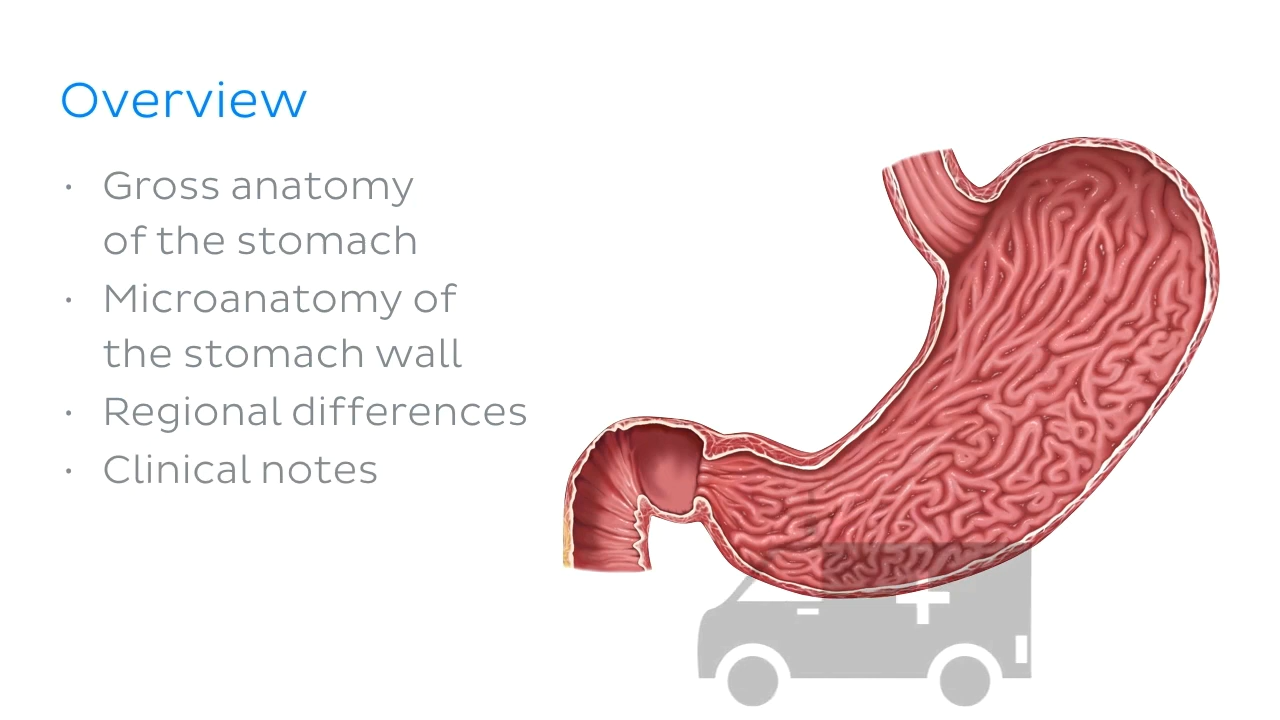 Overview
· Gross anatomy
of the stomach
· Microanatomy of
the stomach wall
· Regional differences
· Clinical notes